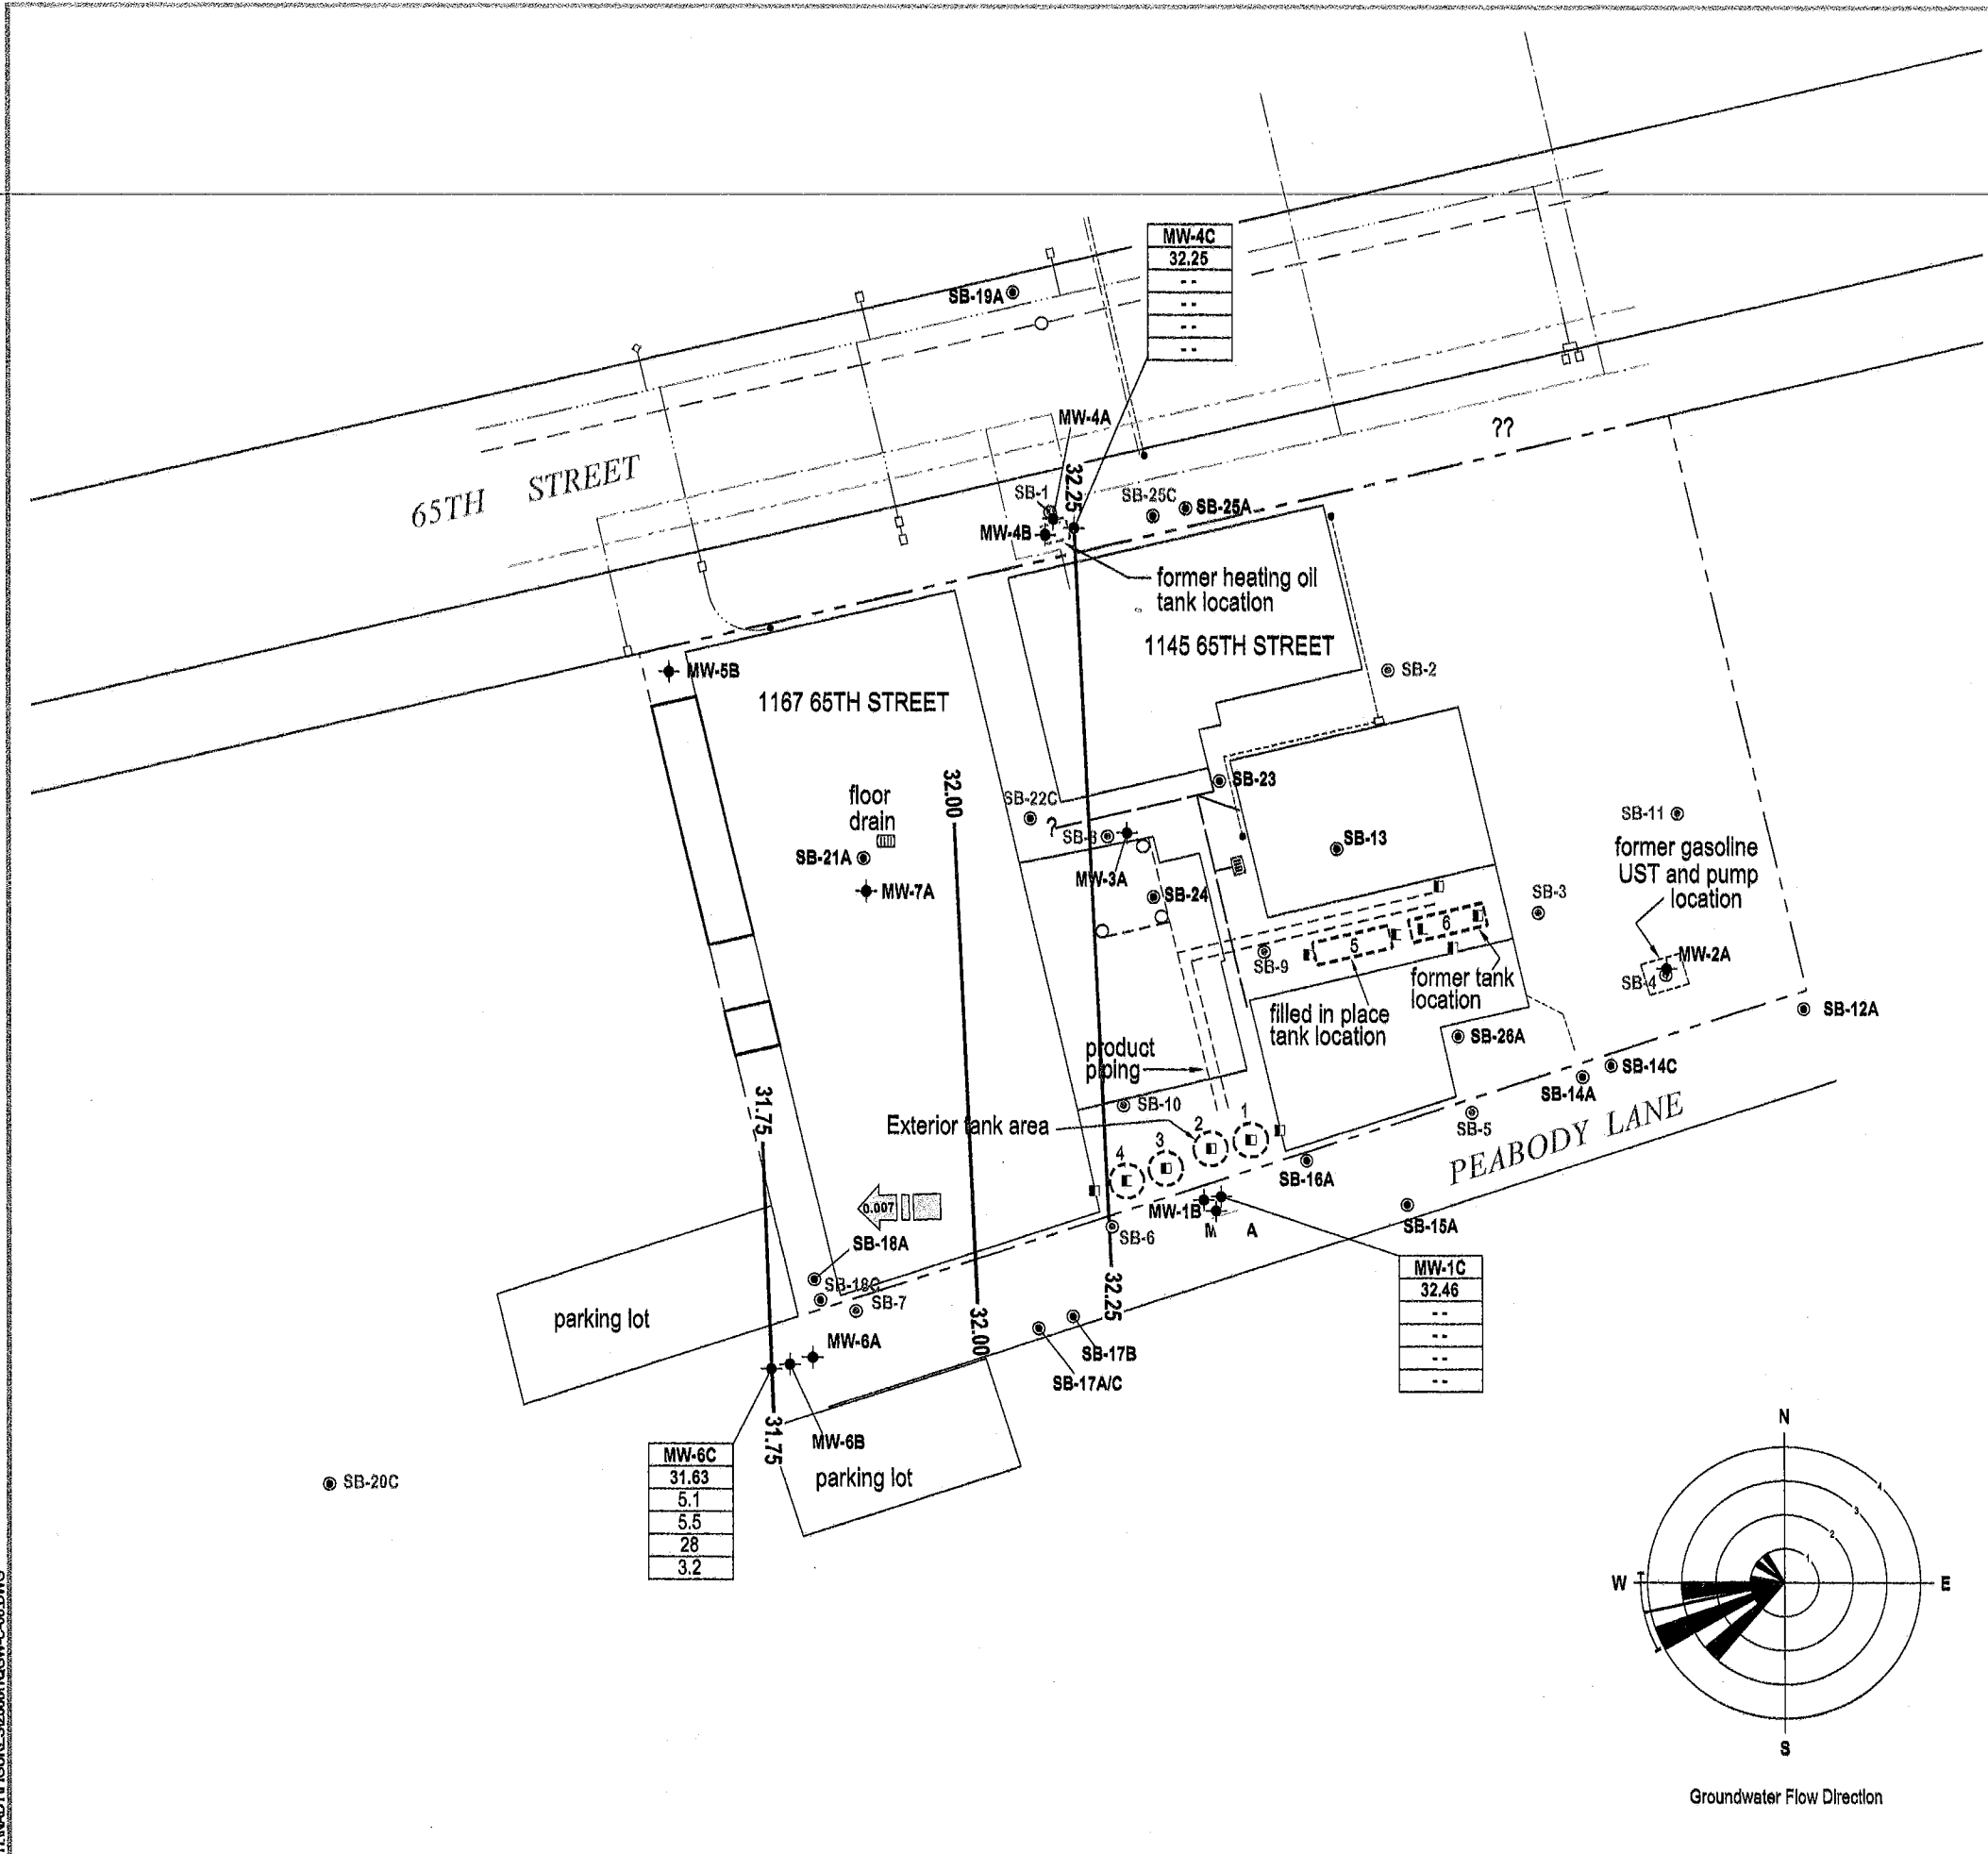 MW-4C
32.25
- -
- -
- -
- -
SB-19A
MW-4A
??
65TH STREET
32.25
SB-1
SB-25C
SB-25A
MW-4B
former heating oil
tank location
1145 65TH STREET
MW-5B
SB-2
1167 65TH STREET
32.00
SB-23
floor
drain
SB-22C
?
SB-8
SB-11
SB-21A
SB-13
former gasoline
UST and pump
location
MW-7A
MW-3A
SB-24
SB-3
5
6
SB-9
MW-2A
SB-4
former tank
location
filled in place
tank location
SB-12A
SB-26A
product
piping
SB-14C
SB-14A
31.75
SB-10
Exterior tank area
1
2
3
4
SB-5
PEABODY LANE
SB-16A
0.007
MW-1B
M A
SB-15A
SB-6
SB-18A
SB-18C
SB-7
32.25
MW-1C
32.46
- -
- -
- -
- -
parking lot
32.00
MW-6A
SB-17B
SB-17A/C
31.75
MW-6B
parking lot
MW-6C
31.63
5.1
5.5
28
3.2
SB-20C
N
4
3
2
1
W
E
S
Groundwater Flow Direction